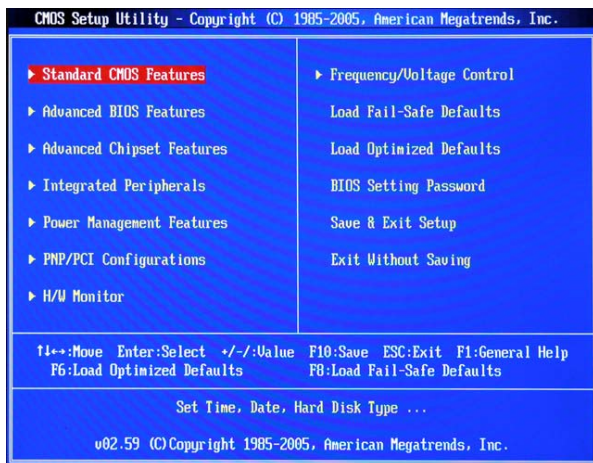 CMOS Setup Utility - Copyright (C) 1985-2005, American Megatrends, Inc.
▶ Standard CMOS Features
▶ Advanced BIOS Features
▶ Advanced Chipset Features
▶ Integrated Peripherals
▶ Power Management Features
▶ PNP/PCI Configurations
▶ H/W Monitor
▶ Frequency/Voltage Control
Load Fail-Safe Defaults
Load Optimized Defaults
BIOS Setting Password
Save & Exit Setup
Exit Without Saving
↑↓←→:Move Enter:Select +/-/:Value F10:Save ESC:Exit F1:General Help
F6:Load Optimized Defaults F8:Load Fail-Safe Defaults
Set Time, Date, Hard Disk Type ...
v02.59 (C)Copyright 1985-2005, American Megatrends, Inc.